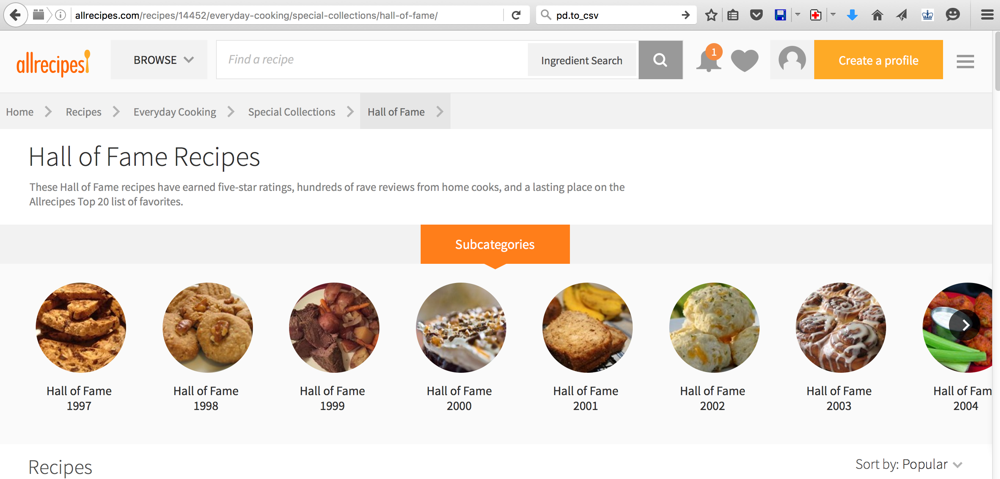 allrecipes.com/recipes/14452/everyday-cooking/special-collections/hall-of-fame/
pd.to_csv
allrecipes
BROWSE
Find a recipe
Ingredient Search
1
Create a profile
Home
Recipes
Everyday Cooking
Special Collections
Hall of Fame
Hall of Fame Recipes
These Hall of Fame recipes have earned five-star ratings, hundreds of rave reviews from home cooks, and a lasting place on the
Allrecipes Top 20 list of favorites.
Subcategories
Hall of Fame
1997
Hall of Fame
1998
Hall of Fame
1999
Hall of Fame
2000
Hall of Fame
2001
Hall of Fame
2002
Hall of Fame
2003
Hall of Fam
2004
Recipes
Sort by: Popular